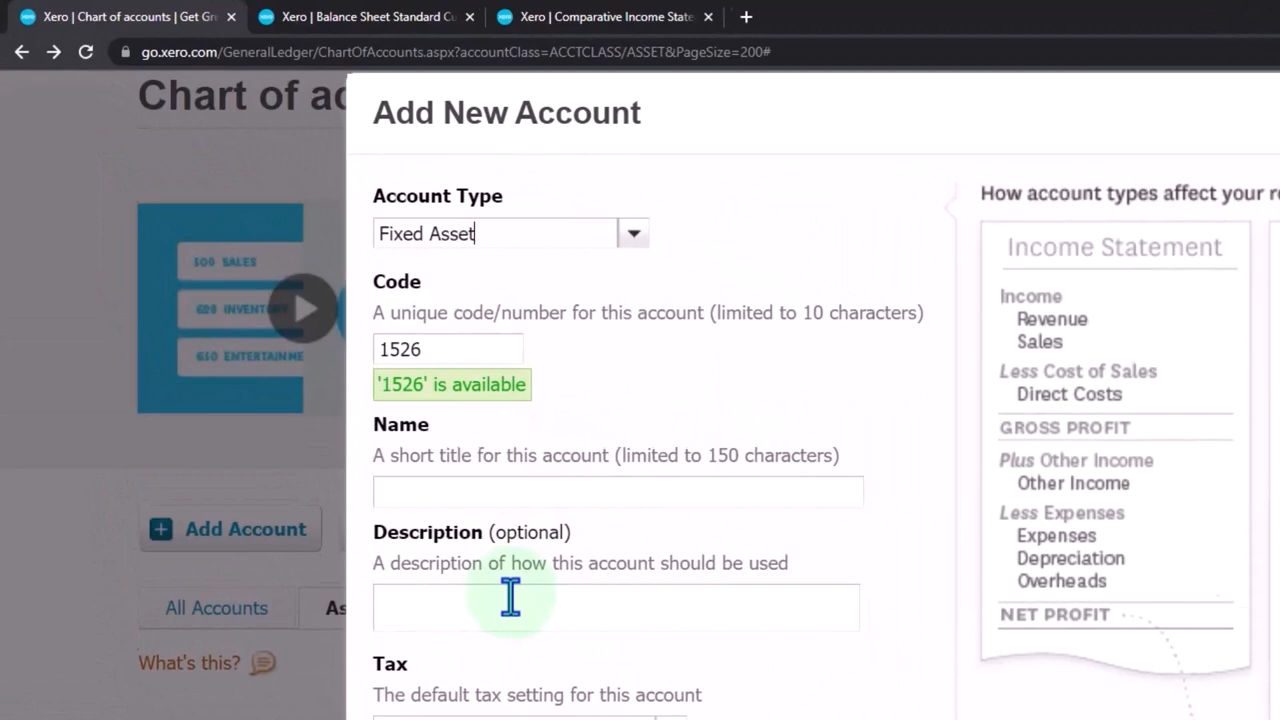 Xero | Chart of accounts | Get Gr
Xero | Balance Sheet Standard Cu
Xero | Comparative Income State
go.xero.com/GeneralLedger/ChartOfAccounts.aspx?accountClass=ACCTCLASS/ASSET&PageSize=200#
Chart of ac
Add New Account
Account Type
Fixed Asset
Code
A unique code/number for this account (limited to 10 characters)
1526
'1526' is available
Name
A short title for this account (limited to 150 characters)
Description (optional)
A description of how this account should be used
Tax
The default tax setting for this account
How account types affect your r
Income Statement
Income
Revenue
Sales
Less Cost of Sales
Direct Costs
GROSS PROFIT
Plus Other Income
Other Income
Less Expenses
Expenses
Depreciation
Overheads
NET PROFIT
SALES
INVENT
610 ENTERTAINME
Add Account
All Accounts
As
What's this?